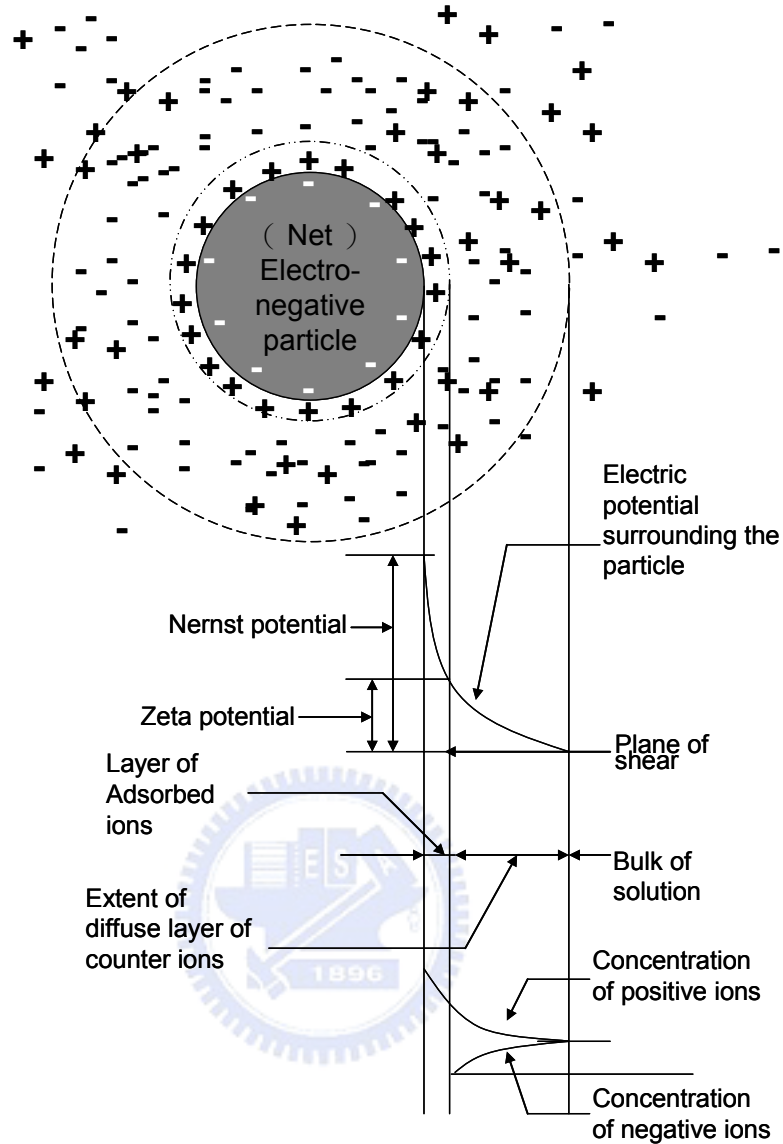 （ Net ）
Electro-
negative
particle
Electric
potential
surrounding the
particle
Nernst potential
Zeta potential
Plane of
shear
Layer of
Adsorbed
ions
Bulk of
solution
Extent of
diffuse layer of
counter ions
Concentration
of positive ions
Concentration
of negative ions
E S A
1896